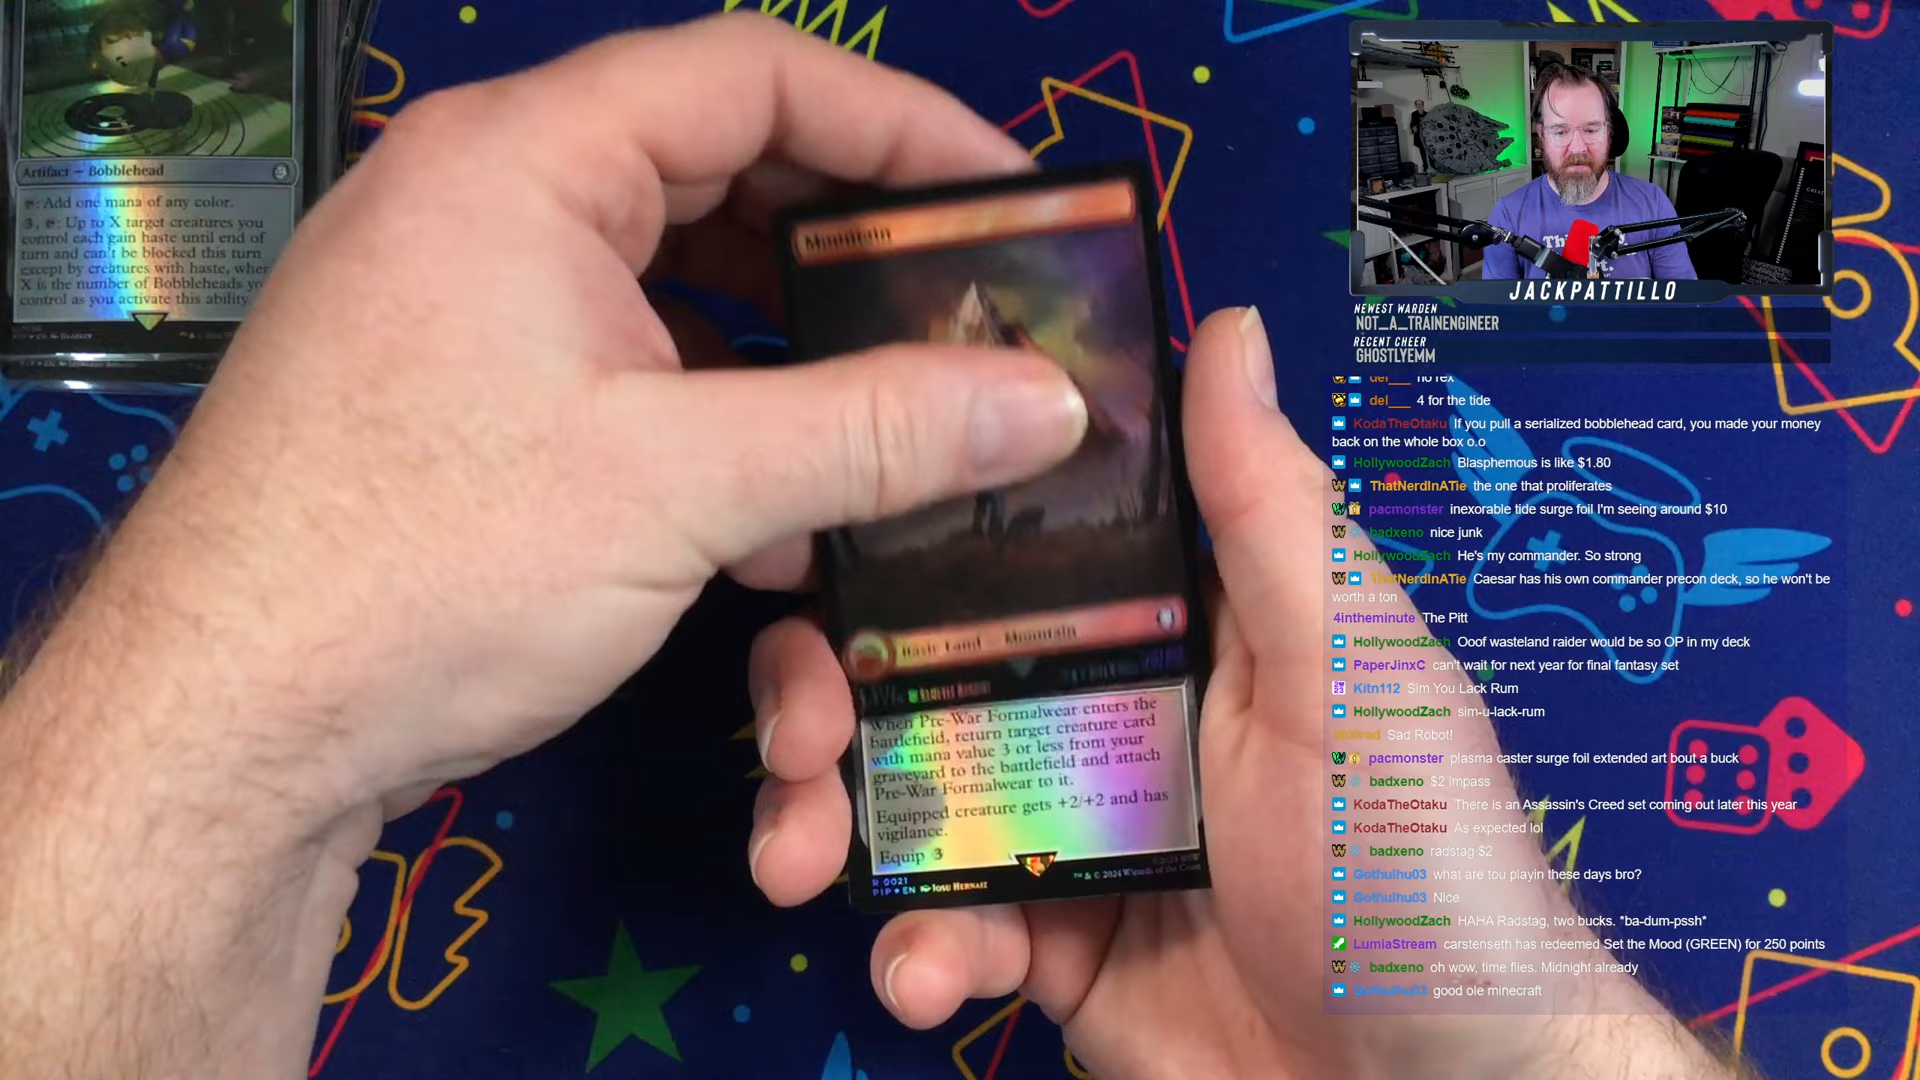 Artifact — Bobblehead
: Add one mana of any color.
3, : Up to X target creatures you
control each gain haste until end of
turn and can't be blocked this turn
except by creatures with haste, where
X is the number of Bobbleheads you
control as you activate this ability.
Mountain
Basic Land — Mountain
When Pre-War Formalwear enters the
battlefield, return target creature card
with mana value 3 or less from your
graveyard to the battlefield and attach
Pre-War Formalwear to it.
Equipped creature gets +2/+2 and has
vigilance.
Equip 3
R 0021
PIP • EN JOSU HERNAIZ
™ & © 2024 Wizards of the Coast
JACKPATTILLO
NEWEST WARDEN
NOT_A_TRAINENGINEER
RECENT CHEER
GHOSTLYEMM
del___ no rex
del___ 4 for the tide
KodaTheOtaku If you pull a serialized bobblehead card, you made your money
back on the whole box o.o
HollywoodZach Blasphemous is like $1.80
ThatNerdInATie the one that proliferates
pacmonster inexorable tide surge foil I'm seeing around $10
badxeno nice junk
HollywoodZach He's my commander. So strong
ThatNerdInATie Caesar has his own commander precon deck, so he won't be
worth a ton
4intheminute The Pitt
HollywoodZach Ooof wasteland raider would be so OP in my deck
PaperJinxC can't wait for next year for final fantasy set
Kitn112 Sim You Lack Rum
HollywoodZach sim-u-lack-rum
Sad Robot!
pacmonster plasma caster surge foil extended art bout a buck
badxeno $2 Impass
KodaTheOtaku There is an Assassin's Creed set coming out later this year
KodaTheOtaku As expected lol
badxeno radstag $2
Gothulhu03 what are tou playin these days bro?
Gothulhu03 Nice
HollywoodZach HAHA Radstag, two bucks. *ba-dum-pssh*
LumiaStream carstenseth has redeemed Set the Mood (GREEN) for 250 points
badxeno oh wow, time flies. Midnight already
Gothulhu03 good ole minecraft